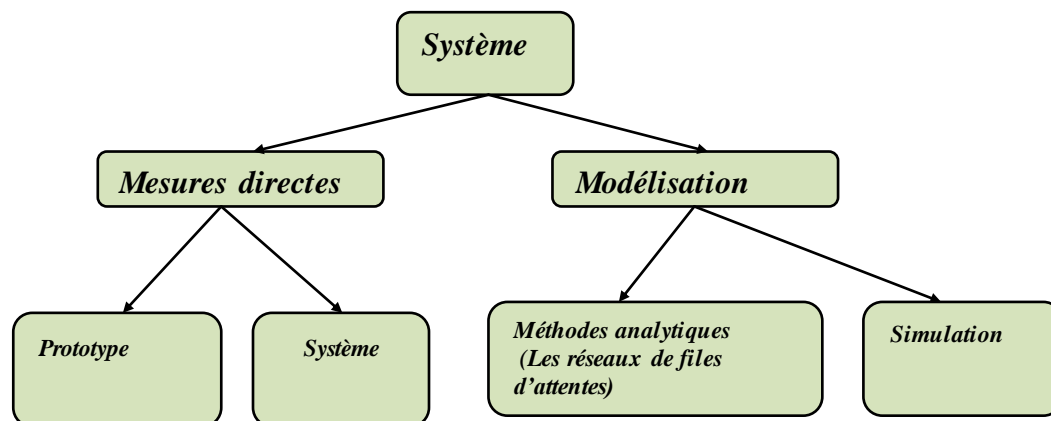 Système
Mesures directes
Modélisation
Prototype
Système
Méthodes analytiques
(Les réseaux de files
d'attentes)
Simulation